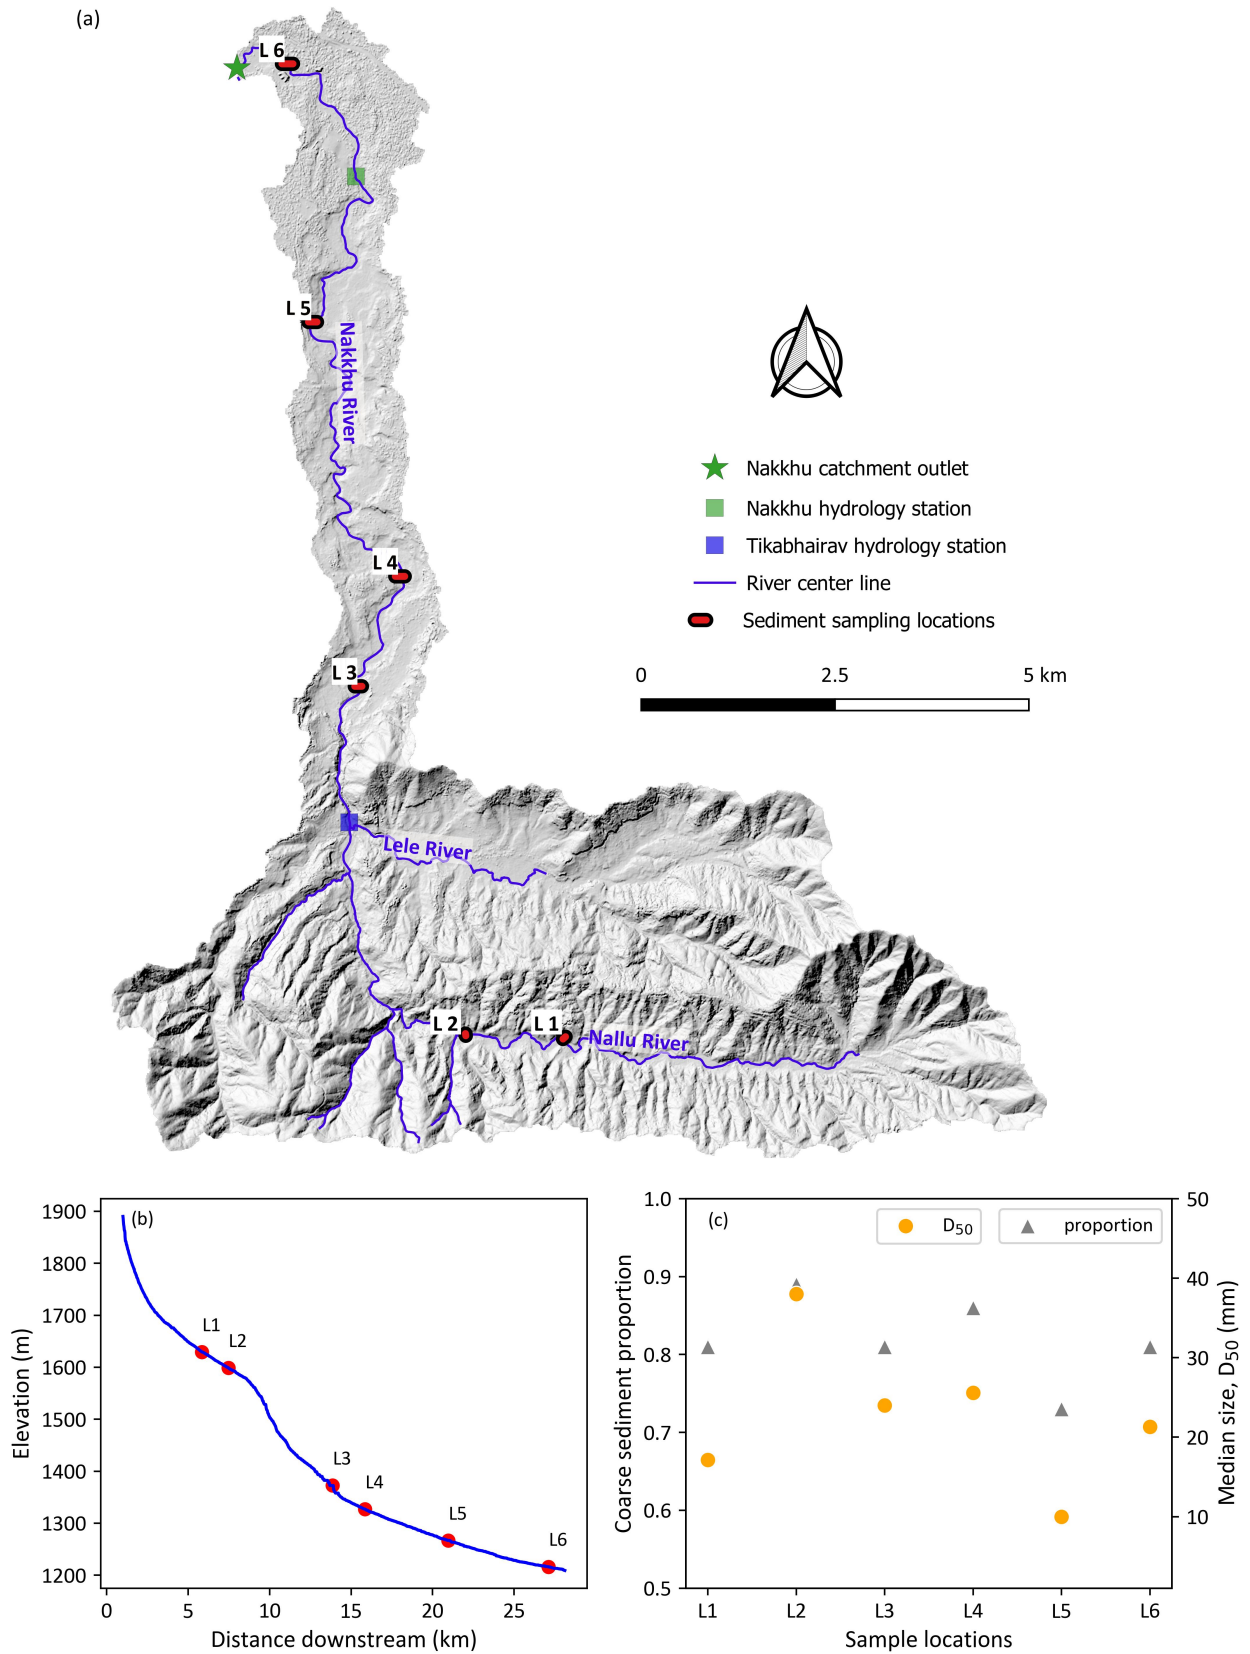 (a)
L 6
L 5
Nakkhu River
Nakkhu catchment outlet
Nakkhu hydrology station
Tikabhairav hydrology station
River center line
Sediment sampling locations
L 4
L 3
0 2.5 5 km
Lele River
L 2
L 1
Nallu River
(b)
1900
1800
1700
1600
1500
1400
1300
1200
Elevation (m)
L1
L2
L3
L4
L5
L6
0 5 10 15 20 25
Distance downstream (km)
(c)
D50
proportion
1.0
0.9
0.8
0.7
0.6
0.5
Coarse sediment proportion
50
40
30
20
10
Median size, D50 (mm)
L1 L2 L3 L4 L5 L6
Sample locations